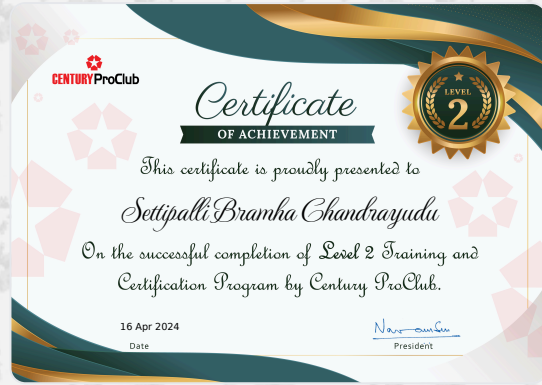 CENTURY ProClub
Certificate
OF ACHIEVEMENT
LEVEL
2
This certificate is proudly presented to
Settipalli Bramha Chandrayudu
On the successful completion of Level 2 Training and
Certification Program by Century ProClub.
16 Apr 2024
Date
President